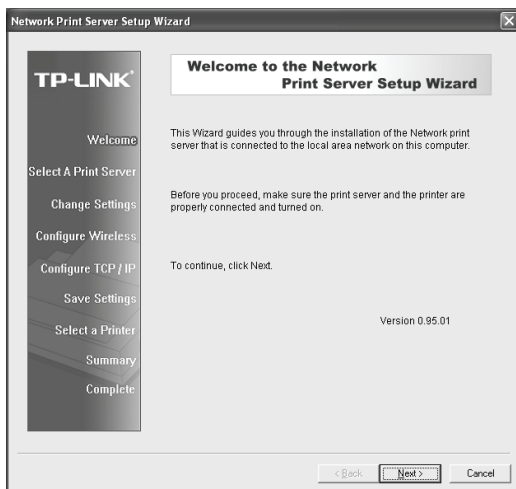 Network Print Server Setup Wizard
TP-LINK
Welcome
Select A Print Server
Change Settings
Configure Wireless
Configure TCP / IP
Save Settings
Select a Printer
Summary
Complete
Welcome to the Network
Print Server Setup Wizard
This Wizard guides you through the installation of the Network print
server that is connected to the local area network on this computer.
Before you proceed, make sure the print server and the printer are
properly connected and turned on.
To continue, click Next.
Version 0.95.01
< Back
Next >
Cancel